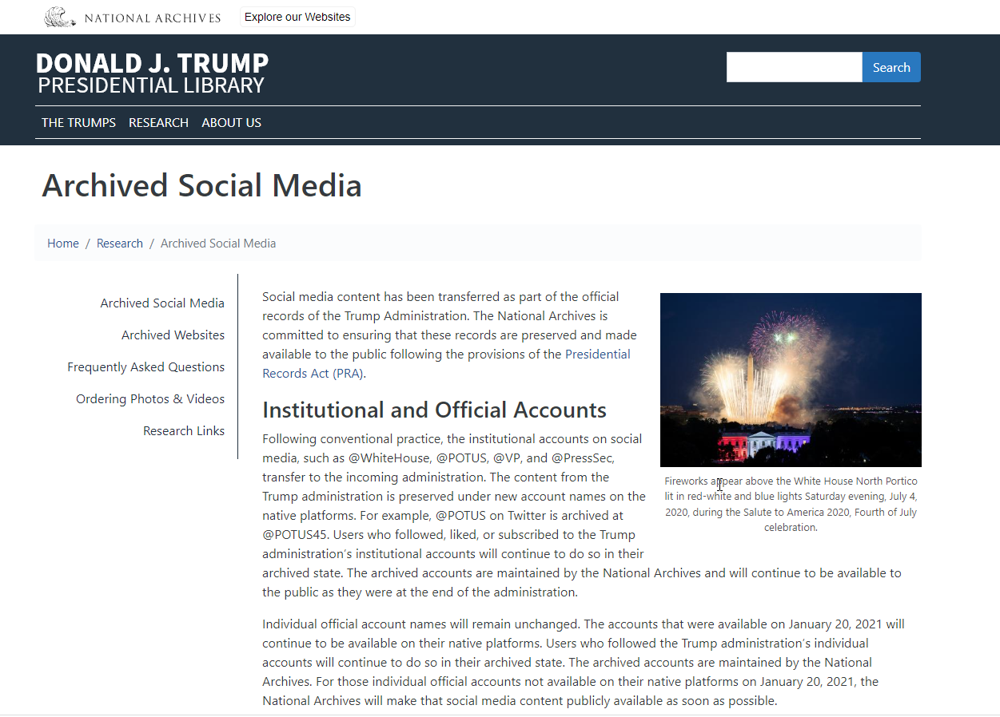 NATIONAL ARCHIVES
Explore our Websites
DONALD J. TRUMP
PRESIDENTIAL LIBRARY
Search
THE TRUMPS
RESEARCH
ABOUT US
Archived Social Media
Home / Research / Archived Social Media
Archived Social Media
Archived Websites
Frequently Asked Questions
Ordering Photos & Videos
Research Links
Social media content has been transferred as part of the official
records of the Trump Administration. The National Archives is
committed to ensuring that these records are preserved and made
available to the public following the provisions of the Presidential
Records Act (PRA).
Institutional and Official Accounts
Following conventional practice, the institutional accounts on social
media, such as @WhiteHouse, @POTUS, @VP, and @PressSec,
transfer to the incoming administration. The content from the
Trump administration is preserved under new account names on the
native platforms. For example, @POTUS on Twitter is archived at
@POTUS45. Users who followed, liked, or subscribed to the Trump
administration’s institutional accounts will continue to do so in their
archived state. The archived accounts are maintained by the National Archives and will continue to be available to
the public as they were at the end of the administration.
Fireworks appear above the White House North Portico
lit in red-white and blue lights Saturday evening, July 4,
2020, during the Salute to America 2020, Fourth of July
celebration.
Individual official account names will remain unchanged. The accounts that were available on January 20, 2021 will
continue to be available on their native platforms. Users who followed the Trump administration’s individual
accounts will continue to do so in their archived state. The archived accounts are maintained by the National
Archives. For those individual official accounts not available on their native platforms on January 20, 2021, the
National Archives will make that social media content publicly available as soon as possible.